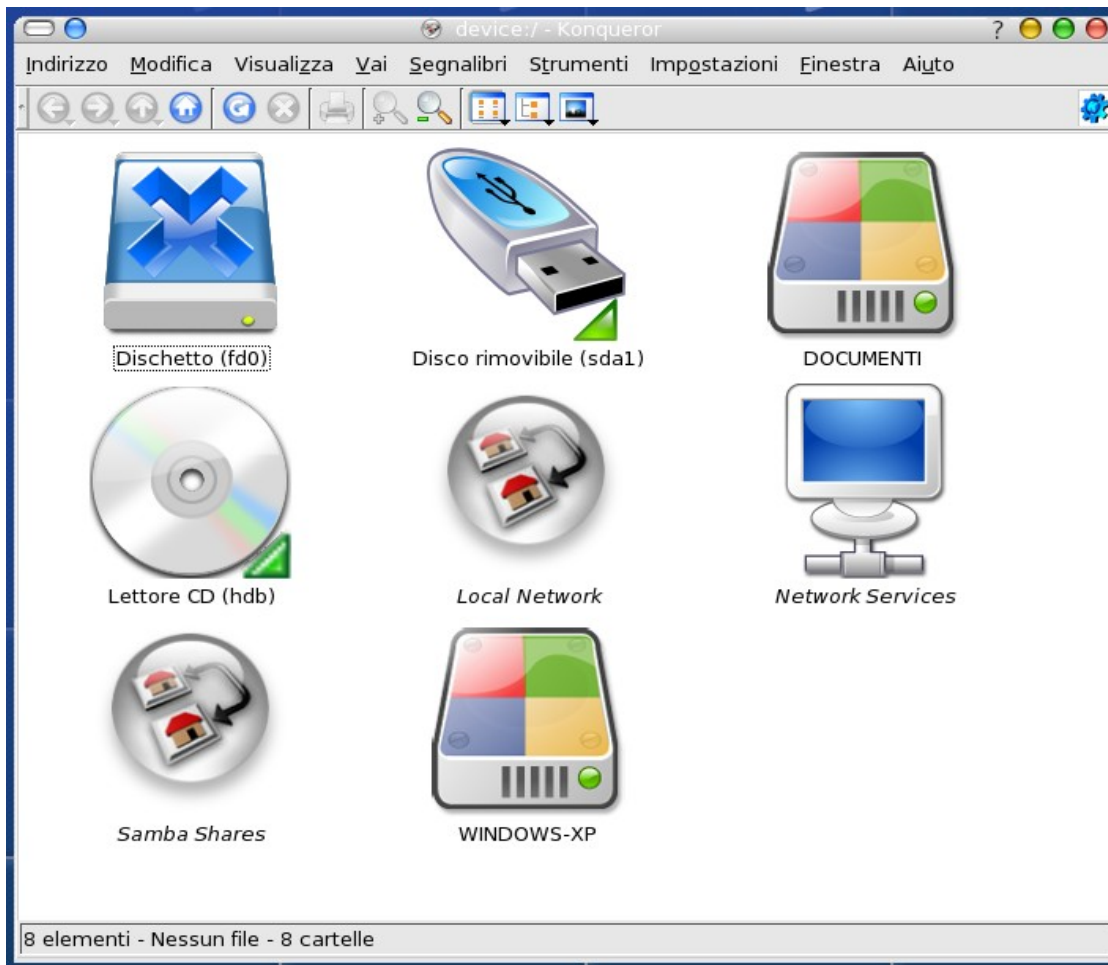 device:/ - Konqueror
?
Indirizzo Modifica Visualizza Vai Segnalibri Strumenti Impostazioni Finestra Aiuto
Dischetto (fd0) Disco rimovibile (sda1) DOCUMENTI
Lettore CD (hdb) Local Network Network Services
Samba Shares WINDOWS-XP
8 elementi - Nessun file - 8 cartelle